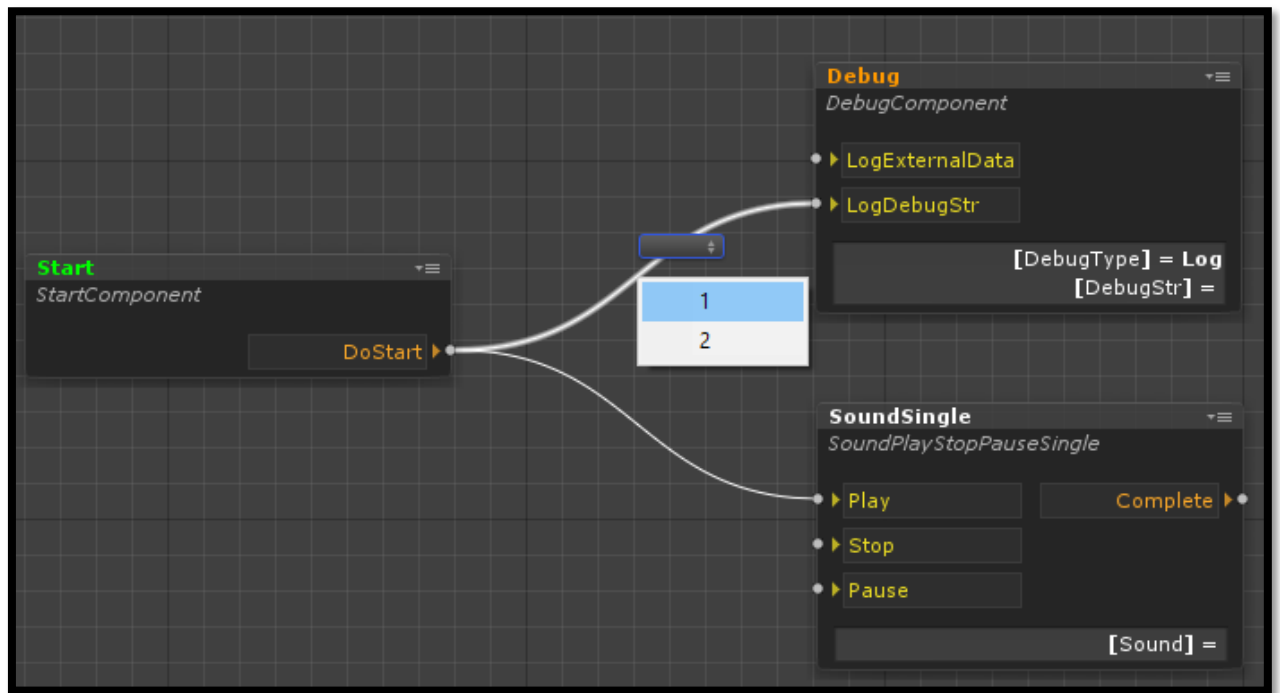 Start
StartComponent
DoStart
1
2
Debug
DebugComponent
LogExternalData
LogDebugStr
[DebugType] = Log
[DebugStr] =
SoundSingle
SoundPlayStopPauseSingle
Play
Complete
Stop
Pause
[Sound] =